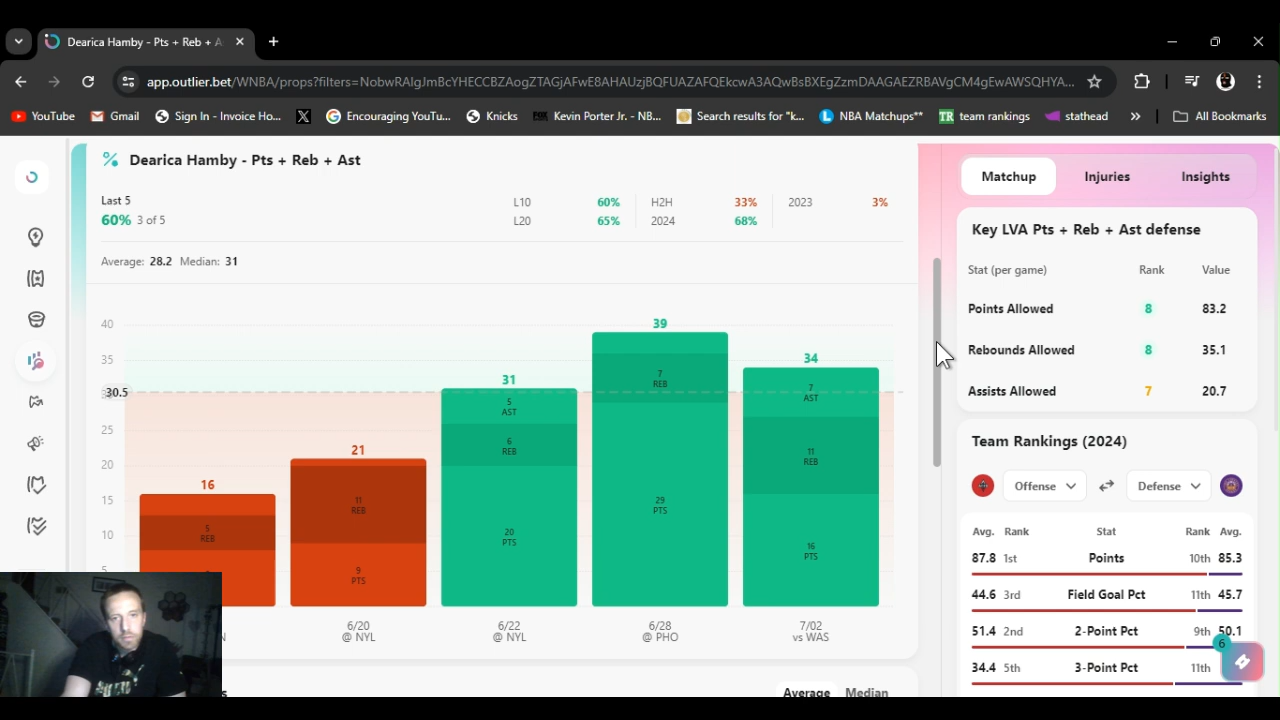 Dearica Hamby - Pts + Reb + A
app.outlier.bet/WNBA/props?filters=NobwRAlgJmBcYHECCBZAogZTAGjAFwE8AHAUzjBQFUAZAFQEkcwA3AQwBsBXEgZzmDAAGAEZRBAVgCM4gEwAWSQHYA...
YouTube Gmail Sign In - Invoice Ho... X Encouraging YouTu... Knicks Kevin Porter Jr. - NB... Search results for "k... NBA Matchups** TR team rankings stathead » All Bookmarks
Dearica Hamby - Pts + Reb + Ast
Last 5
60% 3 of 5
L10 60% H2H 33% 2023 3%
L20 65% 2024 68%
Average: 28.2 Median: 31
40
35
30.5
25
20
15
10
5
16
5
REB
21
11
REB
9
PTS
31
5
AST
6
REB
20
PTS
39
7
REB
29
PTS
34
7
AST
11
REB
16
PTS
N
6/20
@ NYL
6/22
@ NYL
6/28
@ PHO
7/02
vs WAS
Average Median
Matchup Injuries Insights
Key LVA Pts + Reb + Ast defense
Stat (per game) Rank Value
Points Allowed 8 83.2
Rebounds Allowed 8 35.1
Assists Allowed 7 20.7
Team Rankings (2024)
Offense Defense
Avg. Rank Stat Rank Avg.
87.8 1st Points 10th 85.3
44.6 3rd Field Goal Pct 11th 45.7
51.4 2nd 2-Point Pct 9th 50.1
34.4 5th 3-Point Pct 11th
6